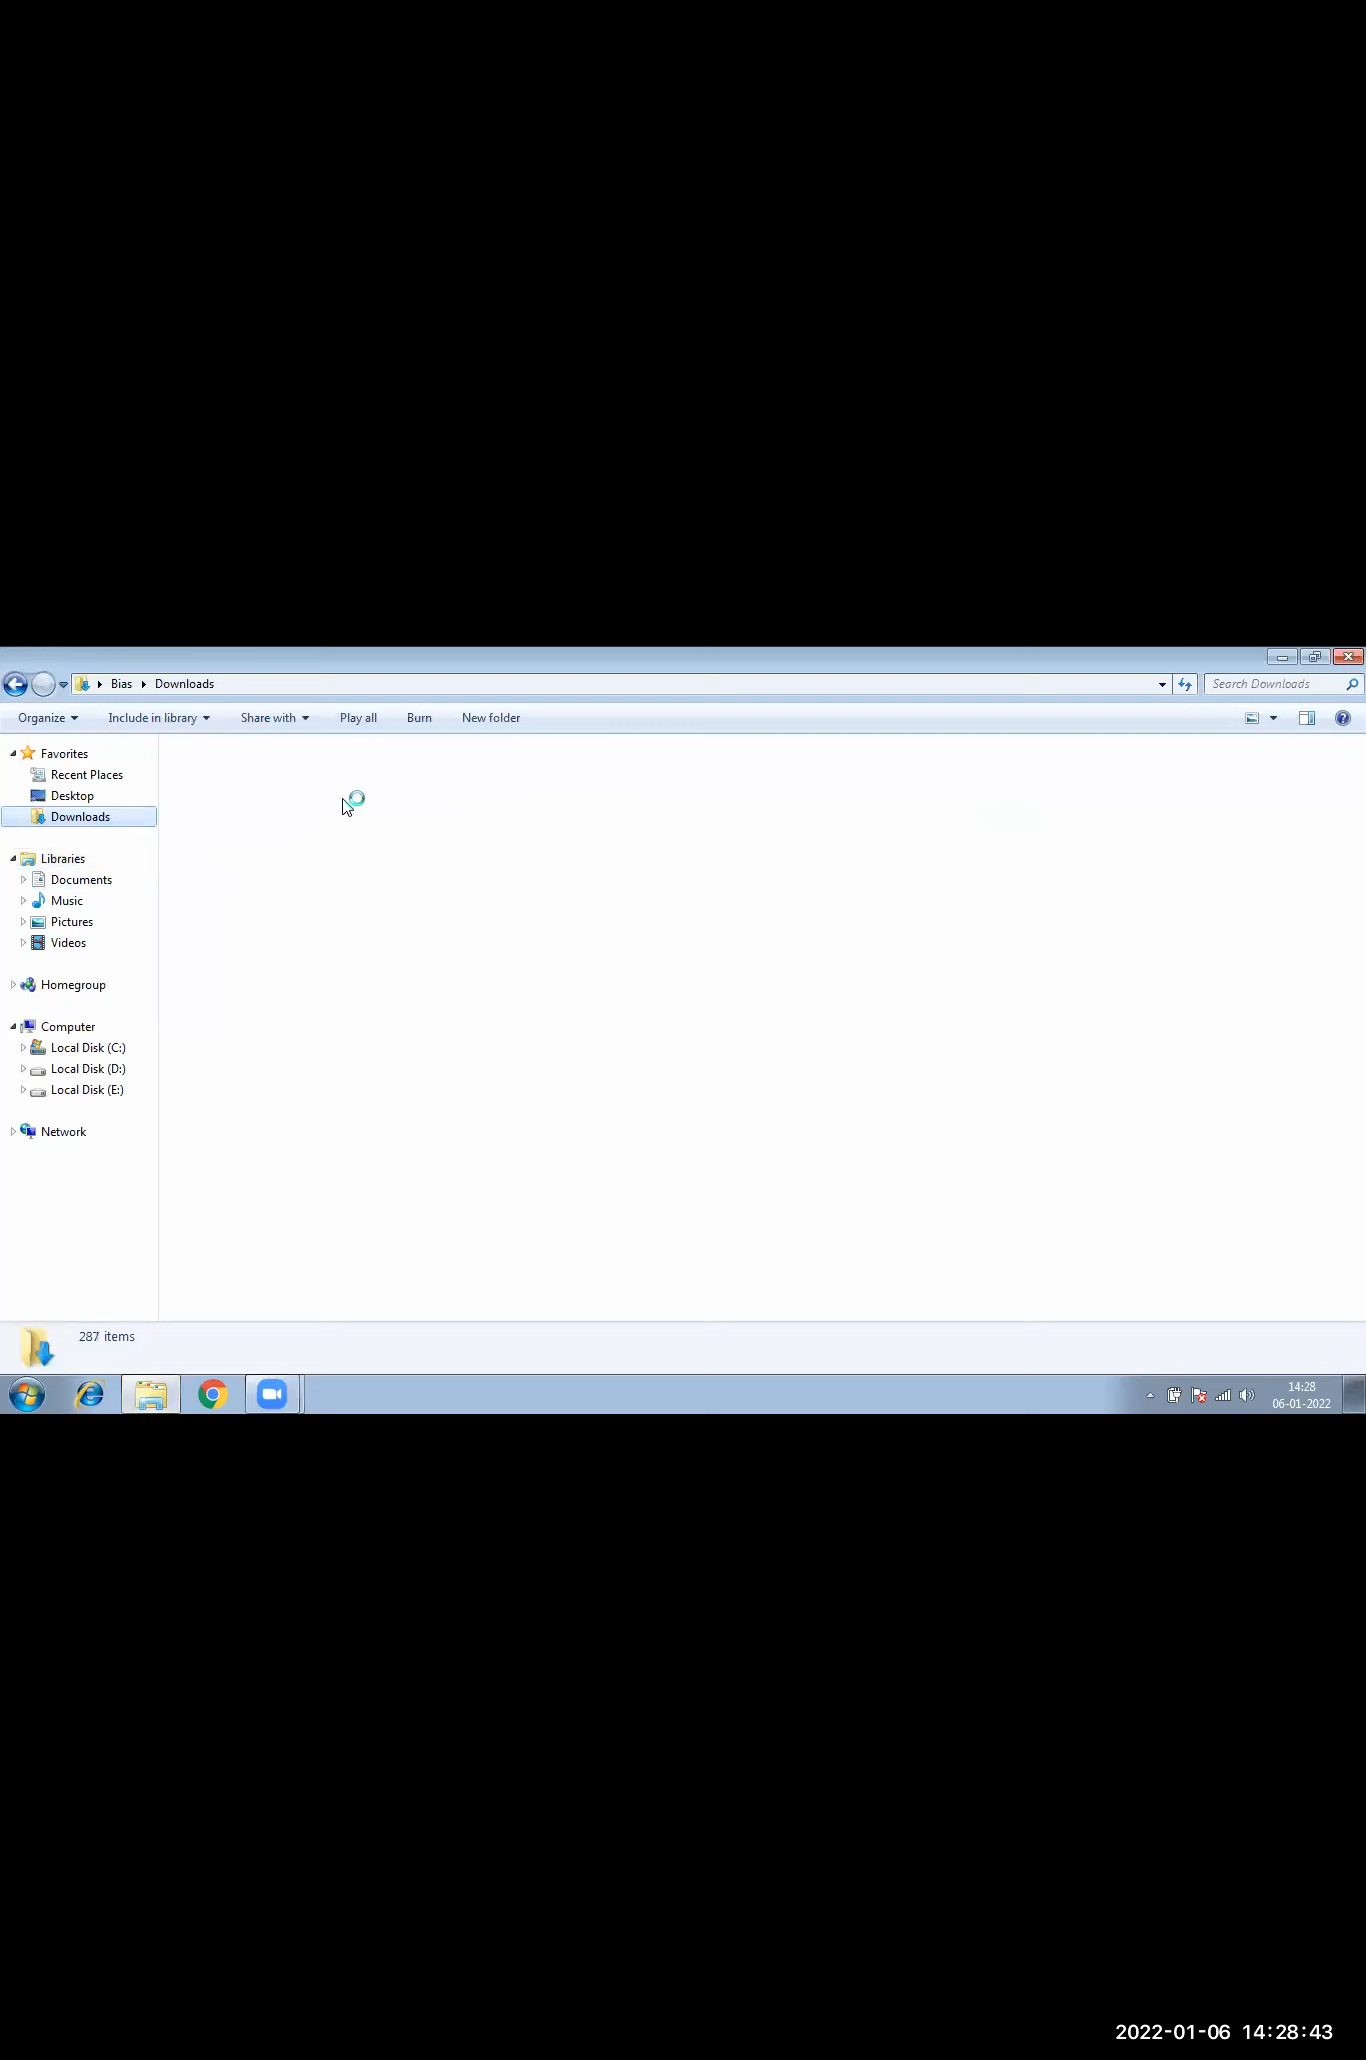 Bias Downloads
Search Downloads
Organize Include in library Share with Play all Burn New folder
Favorites
Recent Places
Desktop
Downloads
Libraries
Documents
Music
Pictures
Videos
Homegroup
Computer
Local Disk (C:)
Local Disk (D:)
Local Disk (E:)
Network
287 items
14:28
06-01-2022
2022-01-06 14:28:43